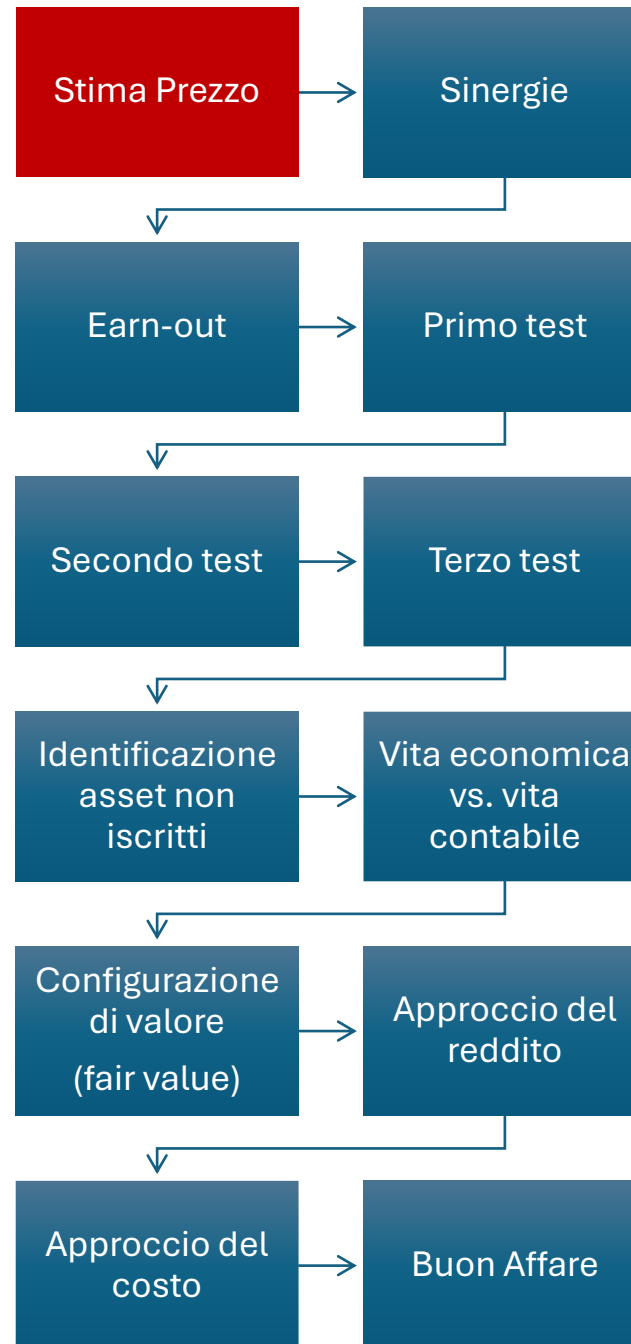 Stima Prezzo
Sinergie
Earn-out
Primo test
Secondo test
Terzo test
Identificazione
asset non
iscritti
Vita economica
vs. vita
contabile
Configurazione
di valore
(fair value)
Approccio del
reddito
Approccio del
costo
Buon Affare